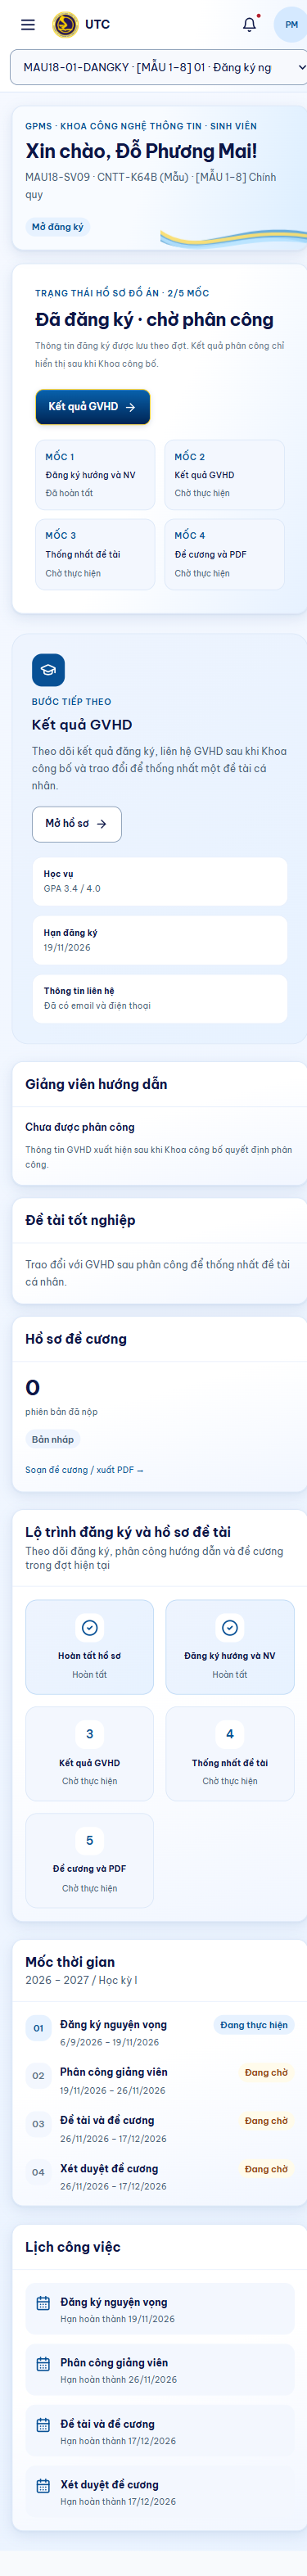 UTC
PM
MAU18-01-DANGKY · [MẪU 1–8] 01 · Đăng ký ng
GPMS · KHOA CÔNG NGHỆ THÔNG TIN · SINH VIÊN
Xin chào, Đỗ Phương Mai!
MAU18-SV09 · CNTT-K64B (Mẫu) · [MẪU 1–8] Chính
quy
Mở đăng ký
TRẠNG THÁI HỒ SƠ ĐỒ ÁN · 2/5 MỐC
Đã đăng ký · chờ phân công
Thông tin đăng ký được lưu theo đợt. Kết quả phân công chỉ
hiển thị sau khi Khoa công bố.
Kết quả GVHD →
MỐC 1
Đăng ký hướng và NV
Đã hoàn tất
MỐC 2
Kết quả GVHD
Chờ thực hiện
MỐC 3
Thống nhất đề tài
Chờ thực hiện
MỐC 4
Đề cương và PDF
Chờ thực hiện
BƯỚC TIẾP THEO
Kết quả GVHD
Theo dõi kết quả đăng ký, liên hệ GVHD sau khi Khoa
công bố và trao đổi để thống nhất một đề tài cá
nhân.
Mở hồ sơ →
Học vụ
GPA 3.4 / 4.0
Hạn đăng ký
19/11/2026
Thông tin liên hệ
Đã có email và điện thoại
Giảng viên hướng dẫn
Chưa được phân công
Thông tin GVHD xuất hiện sau khi Khoa công bố quyết định phân
công.
Đề tài tốt nghiệp
Trao đổi với GVHD sau phân công để thống nhất đề tài
cá nhân.
Hồ sơ đề cương
0
phiên bản đã nộp
Bản nháp
Soạn đề cương / xuất PDF →
Lộ trình đăng ký và hồ sơ đề tài
Theo dõi đăng ký, phân công hướng dẫn và đề cương
trong đợt hiện tại
Hoàn tất hồ sơ
Hoàn tất
Đăng ký hướng và NV
Hoàn tất
3
Kết quả GVHD
Chờ thực hiện
4
Thống nhất đề tài
Chờ thực hiện
5
Đề cương và PDF
Chờ thực hiện
Mốc thời gian
2026 – 2027 / Học kỳ I
01
Đăng ký nguyện vọng
Đang thực hiện
6/9/2026 – 19/11/2026
02
Phân công giảng viên
Đang chờ
19/11/2026 – 26/11/2026
03
Đề tài và đề cương
Đang chờ
26/11/2026 – 17/12/2026
04
Xét duyệt đề cương
Đang chờ
26/11/2026 – 17/12/2026
Lịch công việc
Đăng ký nguyện vọng
Hạn hoàn thành 19/11/2026
Phân công giảng viên
Hạn hoàn thành 26/11/2026
Đề tài và đề cương
Hạn hoàn thành 17/12/2026
Xét duyệt đề cương
Hạn hoàn thành 17/12/2026